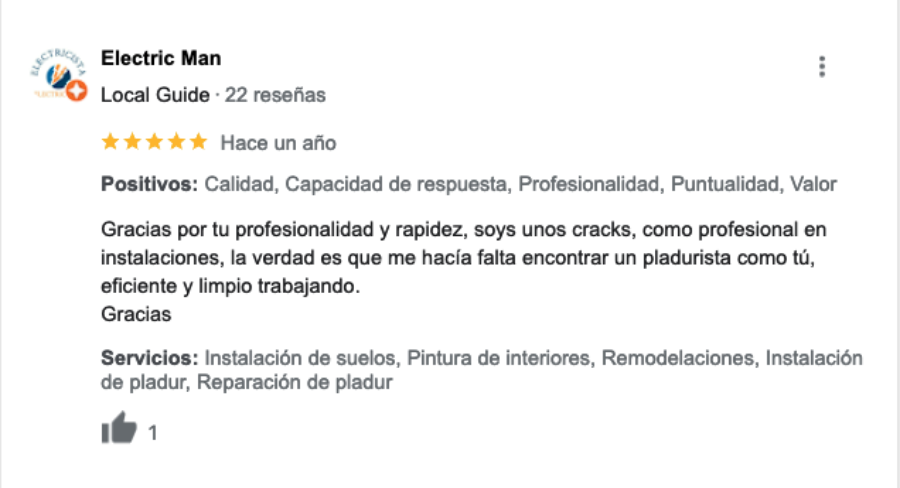 ELECTRICISTA
Electric Man
Local Guide · 22 reseñas
Hace un año
Positivos: Calidad, Capacidad de respuesta, Profesionalidad, Puntualidad, Valor
Gracias por tu profesionalidad y rapidez, soys unos cracks, como profesional en
instalaciones, la verdad es que me hacía falta encontrar un pladurista como tú,
eficiente y limpio trabajando.
Gracias
Servicios: Instalación de suelos, Pintura de interiores, Remodelaciones, Instalación
de pladur, Reparación de pladur
1